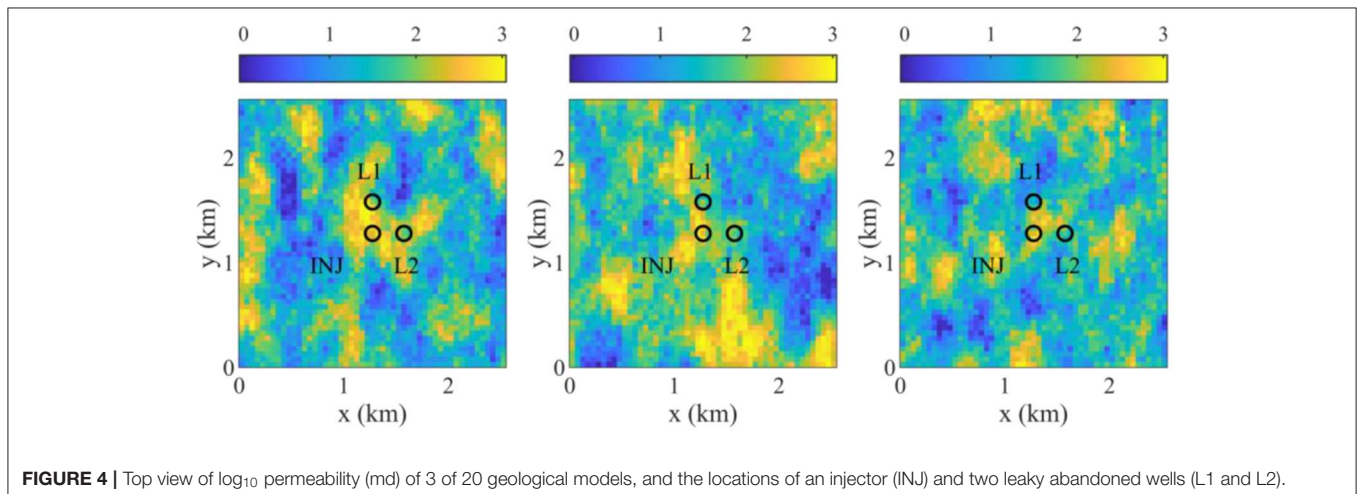 0 1 2 3 0 1 2 3 0 1 2 3
2 2 2
L1 L1 L1
y (km) y (km) y (km)
1 INJ L2 1 INJ L2 1 INJ L2
0 0 0
0 1 2 0 1 2 0 1 2
x (km) x (km) x (km)
FIGURE 4 | Top view of log₁₀ permeability (md) of 3 of 20 geological models, and the locations of an injector (INJ) and two leaky abandoned wells (L1 and L2).